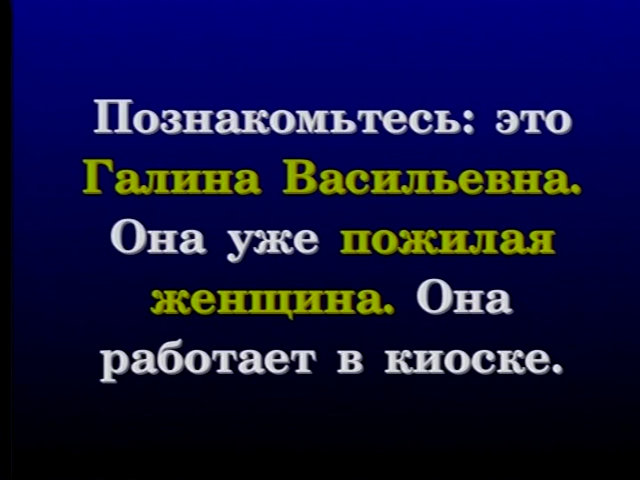 Познакомьтесь: это
Галина Васильевна.
Она уже пожилая
женщина. Она
работает в киоске.